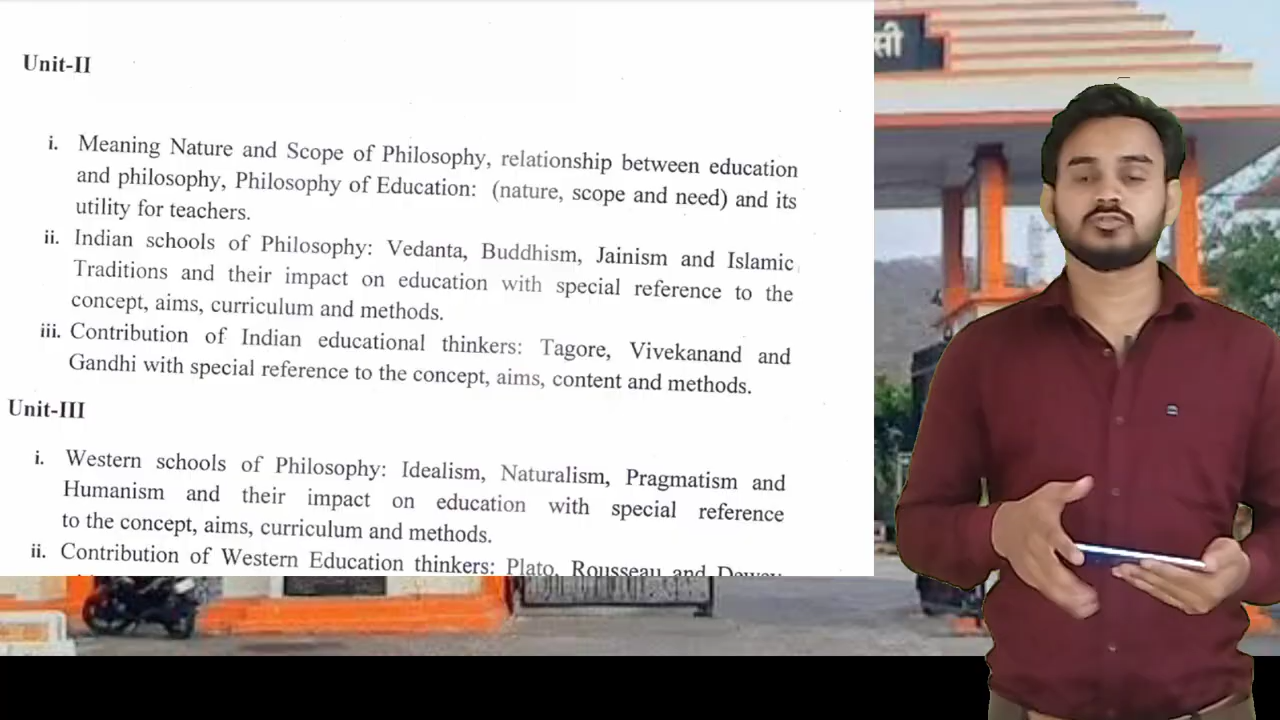 Unit-II
i. Meaning Nature and Scope of Philosophy, relationship between education
and philosophy, Philosophy of Education: (nature, scope and need) and its
utility for teachers.
ii. Indian schools of Philosophy: Vedanta, Buddhism, Jainism and Islamic
Traditions and their impact on education with special reference to the
concept, aims, curriculum and methods.
iii. Contribution of Indian educational thinkers: Tagore, Vivekanand and
Gandhi with special reference to the concept, aims, content and methods.
Unit-III
i. Western schools of Philosophy: Idealism, Naturalism, Pragmatism and
Humanism and their impact on education with special reference
to the concept, aims, curriculum and methods.
ii. Contribution of Western Education thinkers: Plato, Rousseau and Dewey
सी